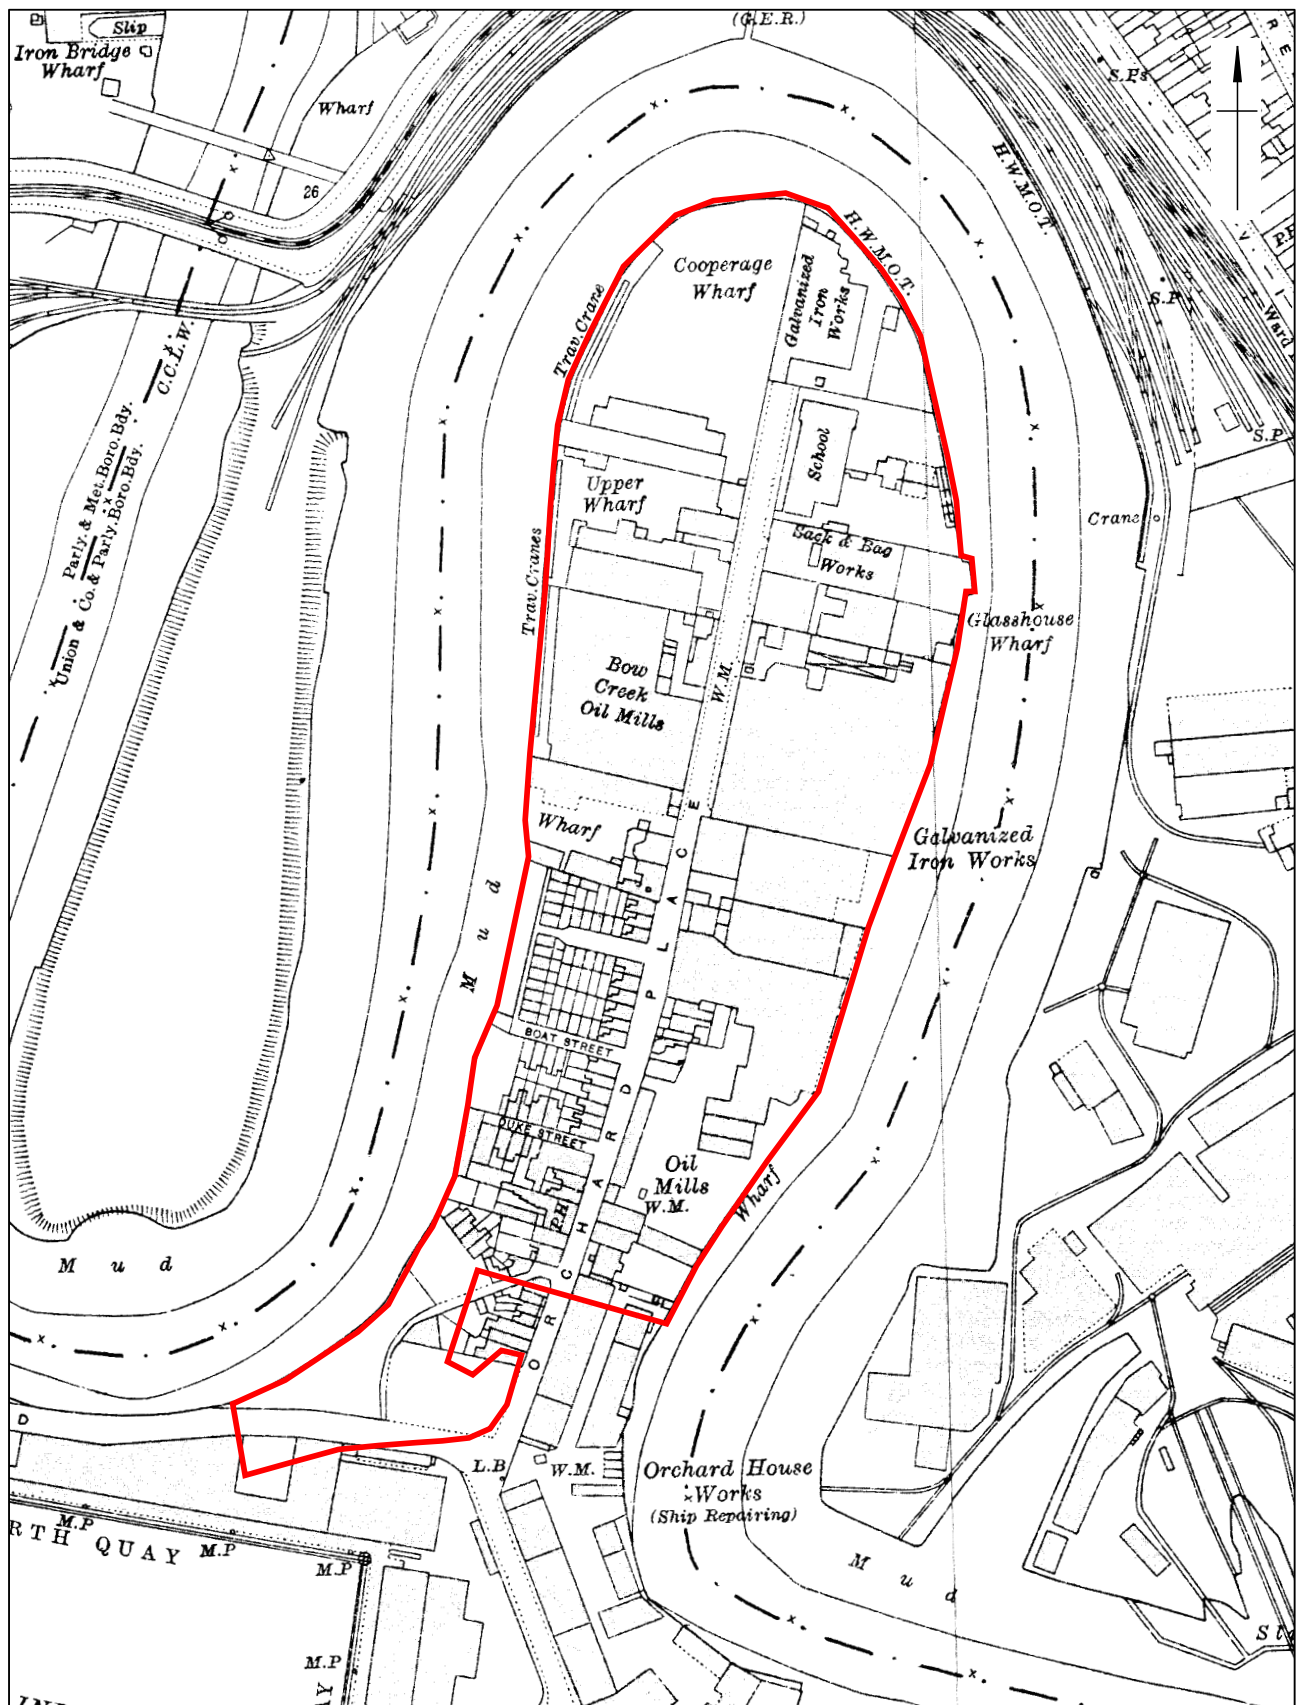 (G.E.R.)
Slip
Iron Bridge
Wharf
Wharf
S.Ps
R E
H.W.M.O.T.
26
V
P.H
H.W.M.O.T.
Cooperage
Wharf
Galvanized
Iron
Works
S.P
Ward
Trav. Crane
C.C.L.W.
Parly. & Met. Boro. Bdy.
Union & Co. & Parly. Boro. Bdy.
School
S.P
Upper
Wharf
Crane
Sack & Bag
Works
Trav. Cranes
Glasshouse
Wharf
Bow
Creek
Oil Mills
W.M.
Wharf
Galvanized
Iron Works
Mud
BOAT STREET
DUKE STREET
ORCHARD PLACE
Oil
Mills
W.M.
Wharf
P.H.
Mud
D
L.B
W.M.
Orchard House
Works
(Ship Repairing)
M.P
RTH QUAY
M.P
M.P
Mud
M.P
AY